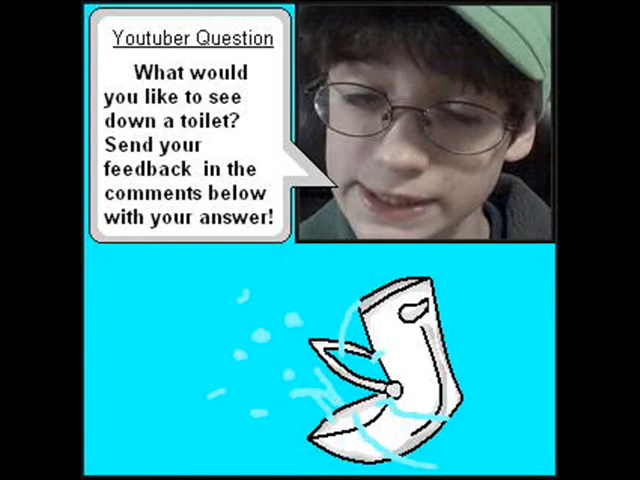 Youtuber Question
What would
you like to see
down a toilet?
Send your
feedback in the
comments below
with your answer!